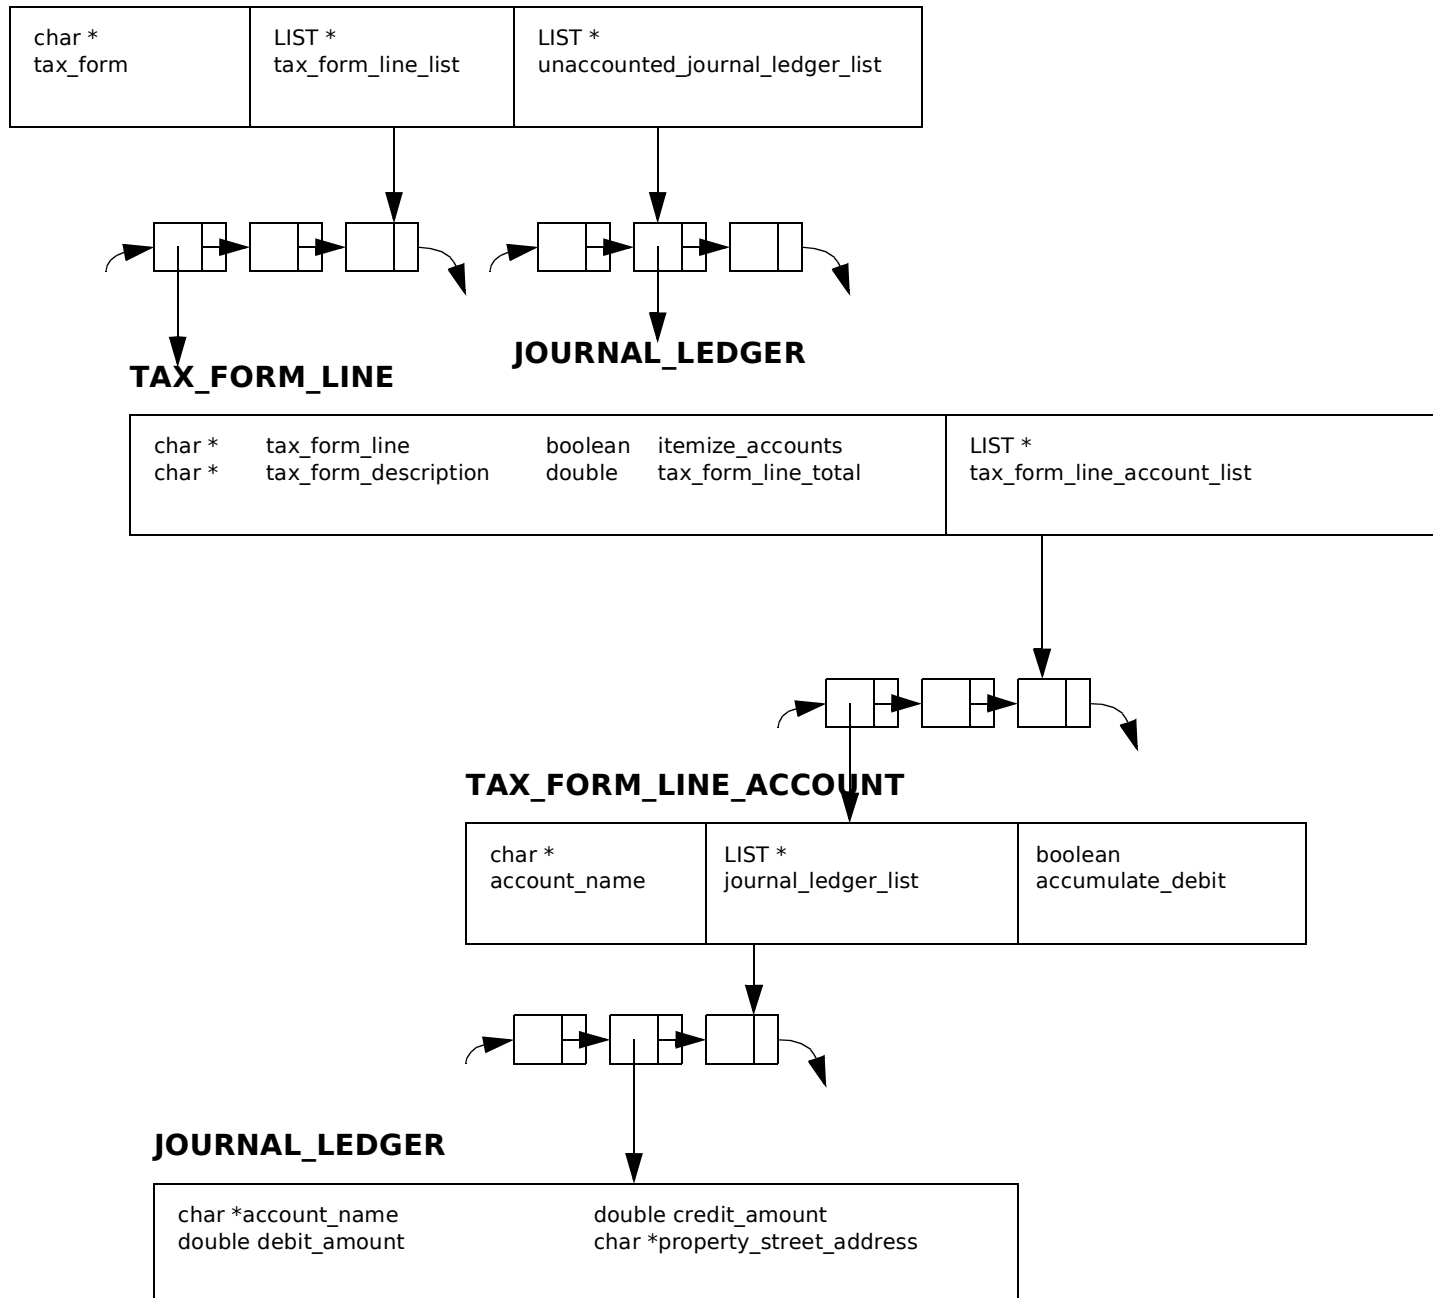 char *
tax_form
LIST *
tax_form_line_list
LIST *
unaccounted_journal_ledger_list
JOURNAL_LEDGER
TAX_FORM_LINE
char * tax_form_line boolean itemize_accounts
char * tax_form_description double tax_form_line_total
LIST *
tax_form_line_account_list
TAX_FORM_LINE_ACCOUNT
char *
account_name
LIST *
journal_ledger_list
boolean
accumulate_debit
JOURNAL_LEDGER
char *account_name double credit_amount
double debit_amount char *property_street_address